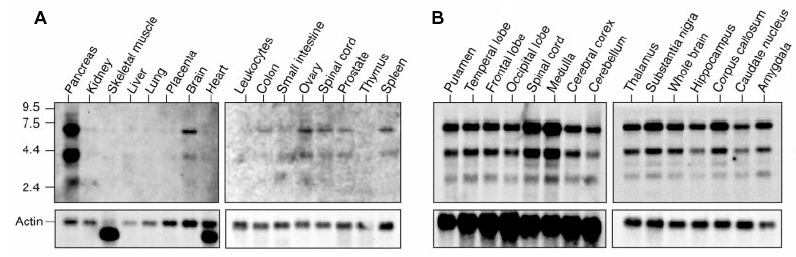 A
Pancreas
Kidney
Skeletal muscle
Liver
Lung
Placenta
Brain
Heart
Leukocytes
Colon
Small intestine
Ovary
Spinal cord
Prostate
Thymus
Spleen
9.5
7.5
4.4
2.4
Actin
B
Putamen
Temperal lobe
Frontal lobe
Occipital lobe
Spinal cord
Medulla
Cerebral corex
Cerebellum
Thalamus
Substantia nigra
Whole brain
Hippocampus
Corpus callosum
Caudate nucleus
Amygdala